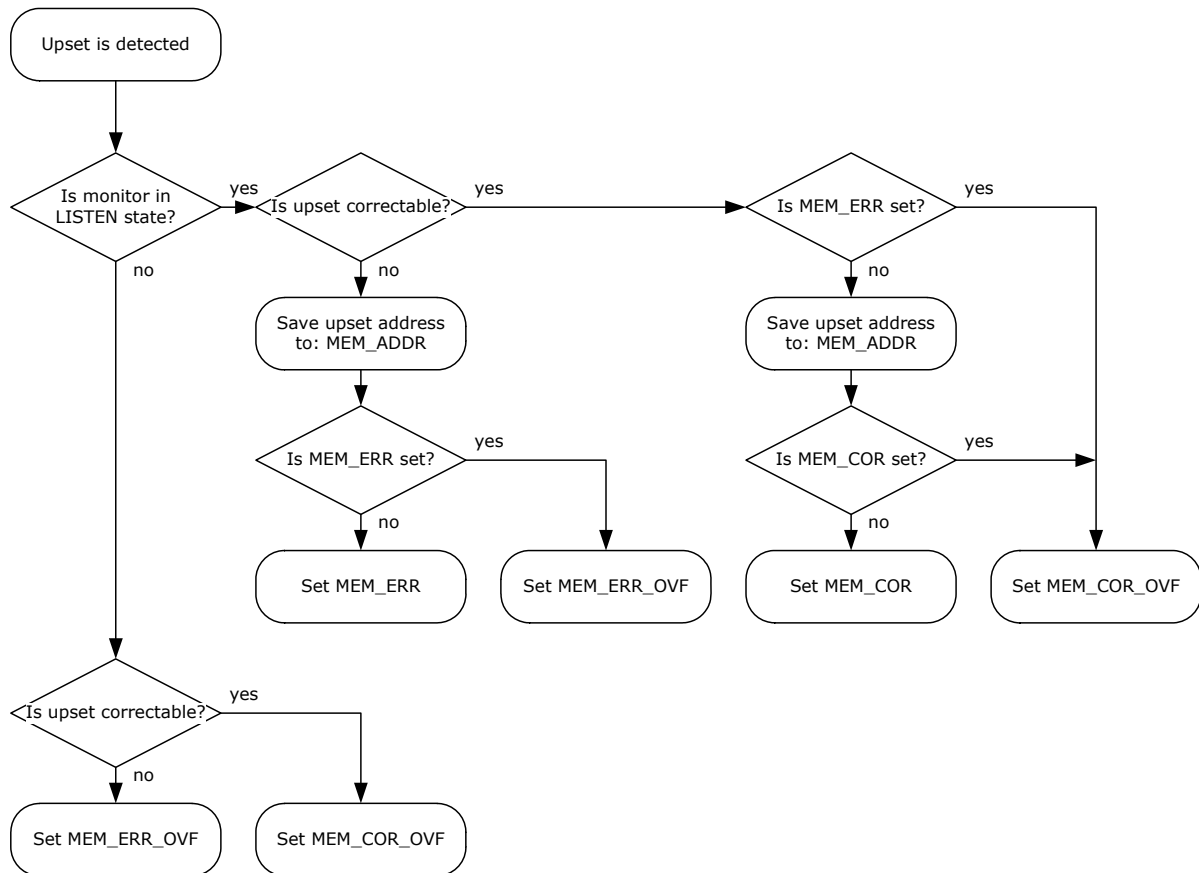 Upset is detected
Is monitor in
LISTEN state?
yes
no
Is upset correctable?
yes
no
Is MEM_ERR set?
yes
no
Save upset address
to: MEM_ADDR
Save upset address
to: MEM_ADDR
Is MEM_ERR set?
yes
no
Is MEM_COR set?
yes
no
Set MEM_ERR
Set MEM_ERR_OVF
Set MEM_COR
Set MEM_COR_OVF
Is upset correctable?
yes
no
Set MEM_ERR_OVF
Set MEM_COR_OVF